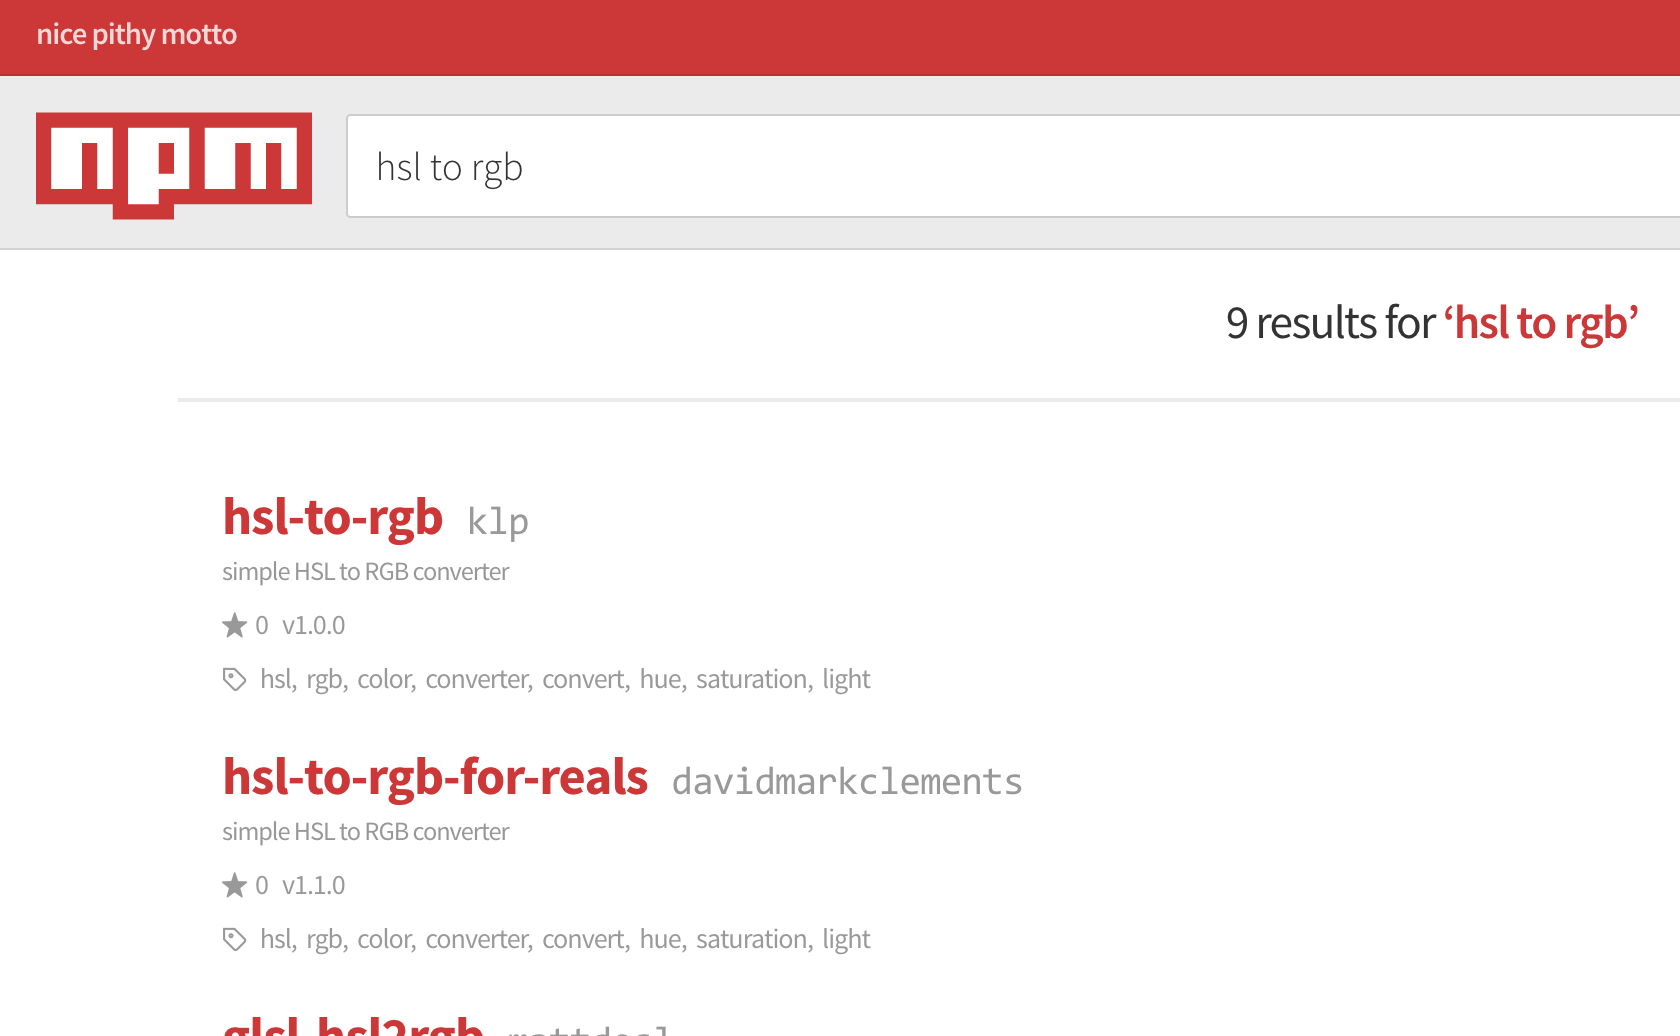 nice pithy motto
npm
hsl to rgb
9 results for ‘hsl to rgb’
hsl-to-rgb klp
simple HSL to RGB converter
0 v1.0.0
hsl, rgb, color, converter, convert, hue, saturation, light
hsl-to-rgb-for-reals davidmarkclements
simple HSL to RGB converter
0 v1.1.0
hsl, rgb, color, converter, convert, hue, saturation, light
glsl-hsl2rgb